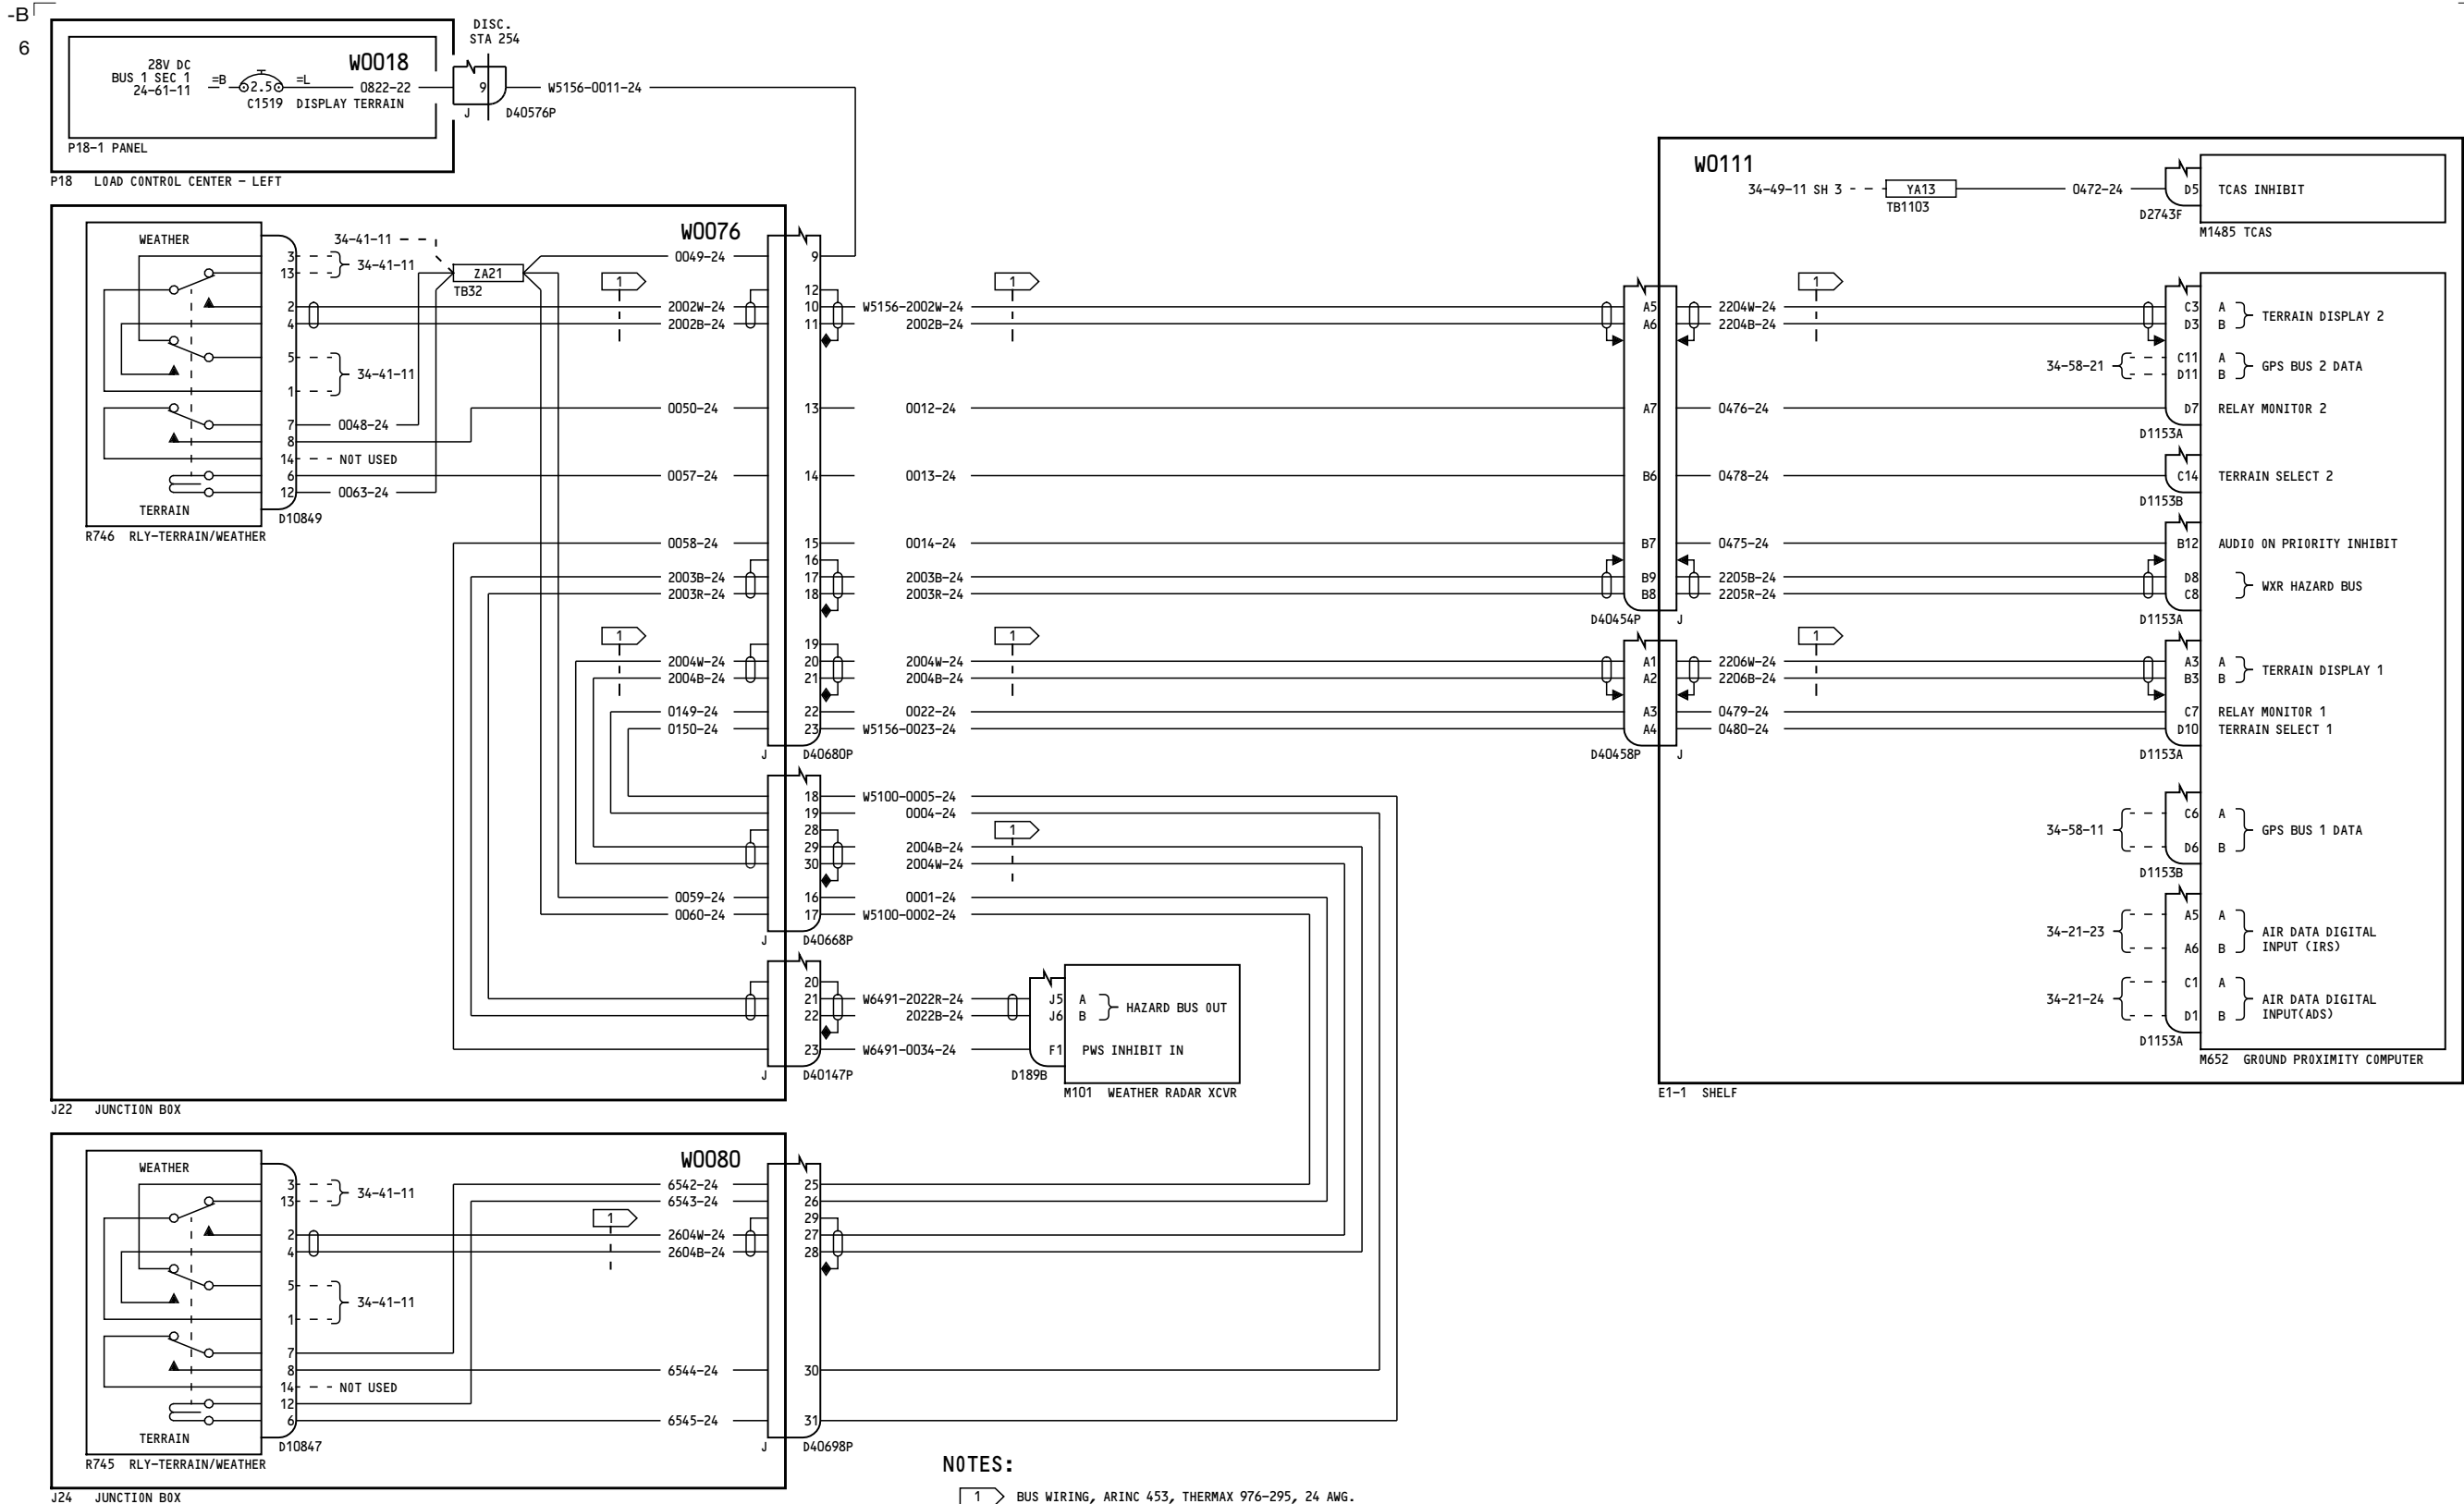 -B
6
DISC.
STA 254
28V DC
BUS 1 SEC 1
24-61-11
=B
2.5
=L
C1519 DISPLAY TERRAIN
W0018
0822-22
9
J
D40576P
W5156-0011-24
P18-1 PANEL
P18 LOAD CONTROL CENTER - LEFT
W0076
WEATHER
TERRAIN
R746 RLY-TERRAIN/WEATHER
3
13
2
4
5
1
7
8
14
6
12
D10849
34-41-11
34-41-11
34-41-11
0048-24
NOT USED
0063-24
ZA21
TB32
1
0049-24
2002W-24
2002B-24
0050-24
0057-24
0058-24
2003B-24
2003R-24
1
2004W-24
2004B-24
0149-24
0150-24
9
12
10
11
13
14
15
16
17
18
19
20
21
22
23
J
D40680P
1
W5156-2002W-24
2002B-24
0012-24
0013-24
0014-24
2003B-24
2003R-24
1
2004W-24
2004B-24
0022-24
W5156-0023-24
0059-24
0060-24
18
19
28
29
30
16
17
J
D40668P
W5100-0005-24
0004-24
1
2004B-24
2004W-24
0001-24
W5100-0002-24
20
21
22
23
J
D40147P
W6491-2022R-24
2022B-24
W6491-0034-24
J5 A
J6 B
HAZARD BUS OUT
F1 PWS INHIBIT IN
D189B
M101 WEATHER RADAR XCVR
J22 JUNCTION BOX
W0080
WEATHER
TERRAIN
R745 RLY-TERRAIN/WEATHER
3
13
2
4
5
1
7
8
14
12
6
D10847
34-41-11
34-41-11
NOT USED
1
6542-24
6543-24
2604W-24
2604B-24
6544-24
6545-24
25
26
29
27
28
30
31
J
D40698P
J24 JUNCTION BOX
W0111
34-49-11 SH 3
YA13
TB1103
0472-24
D5
TCAS INHIBIT
D2743F
M1485 TCAS
A5
A6
A7
B6
B7
B9
B8
D40454P
J
A1
A2
A3
A4
D40458P
J
1
2204W-24
2204B-24
0476-24
0478-24
0475-24
2205B-24
2205R-24
1
2206W-24
2206B-24
0479-24
0480-24
C3 A
D3 B
TERRAIN DISPLAY 2
34-58-21
C11 A
D11 B
GPS BUS 2 DATA
D7 RELAY MONITOR 2
D1153A
C14 TERRAIN SELECT 2
D1153B
B12 AUDIO ON PRIORITY INHIBIT
D8
C8
WXR HAZARD BUS
D1153A
A3 A
B3 B
TERRAIN DISPLAY 1
C7 RELAY MONITOR 1
D10 TERRAIN SELECT 1
D1153A
34-58-11
C6 A
D6 B
GPS BUS 1 DATA
D1153B
34-21-23
A5 A
A6 B
AIR DATA DIGITAL
INPUT (IRS)
34-21-24
C1 A
D1 B
AIR DATA DIGITAL
INPUT(ADS)
D1153A
M652 GROUND PROXIMITY COMPUTER
E1-1 SHELF
NOTES:
1 BUS WIRING, ARINC 453, THERMAX 976-295, 24 AWG.